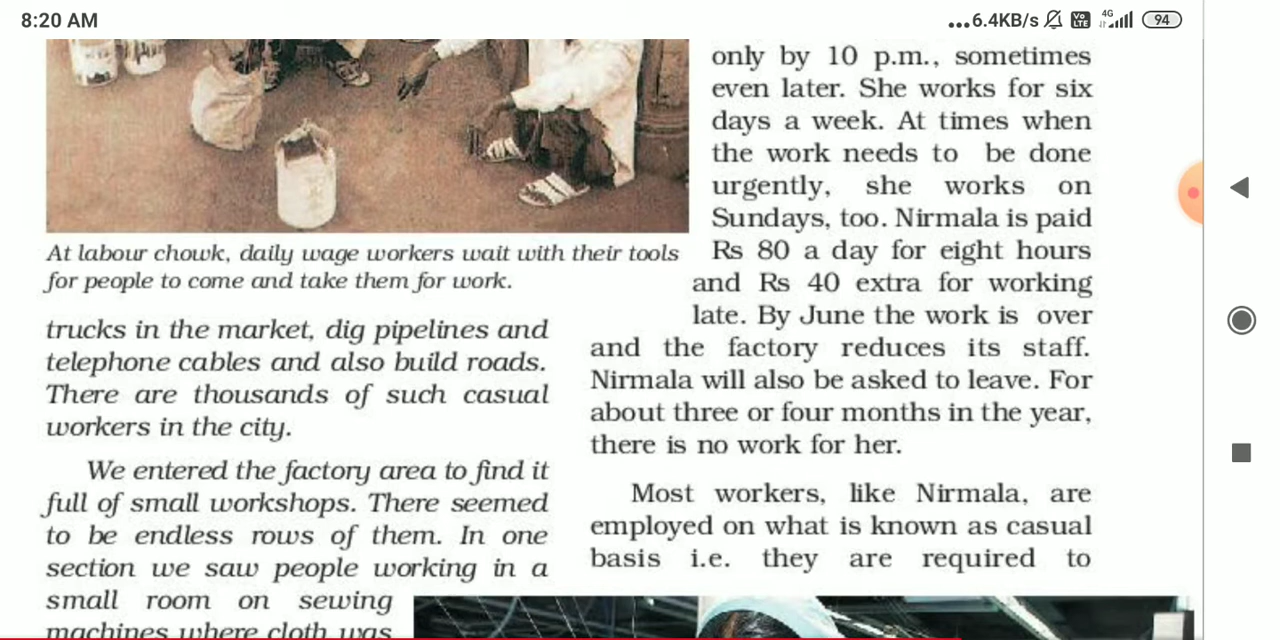 8:20 AM
...6.4KB/s
Vo
LTE
4G
94
At labour chowk, daily wage workers wait with their tools
for people to come and take them for work.
trucks in the market, dig pipelines and
telephone cables and also build roads.
There are thousands of such casual
workers in the city.
We entered the factory area to find it
full of small workshops. There seemed
to be endless rows of them. In one
section we saw people working in a
small room on sewing
machines where cloth was
only by 10 p.m., sometimes
even later. She works for six
days a week. At times when
the work needs to be done
urgently, she works on
Sundays, too. Nirmala is paid
Rs 80 a day for eight hours
and Rs 40 extra for working
late. By June the work is over
and the factory reduces its staff.
Nirmala will also be asked to leave. For
about three or four months in the year,
there is no work for her.
Most workers, like Nirmala, are
employed on what is known as casual
basis i.e. they are required to